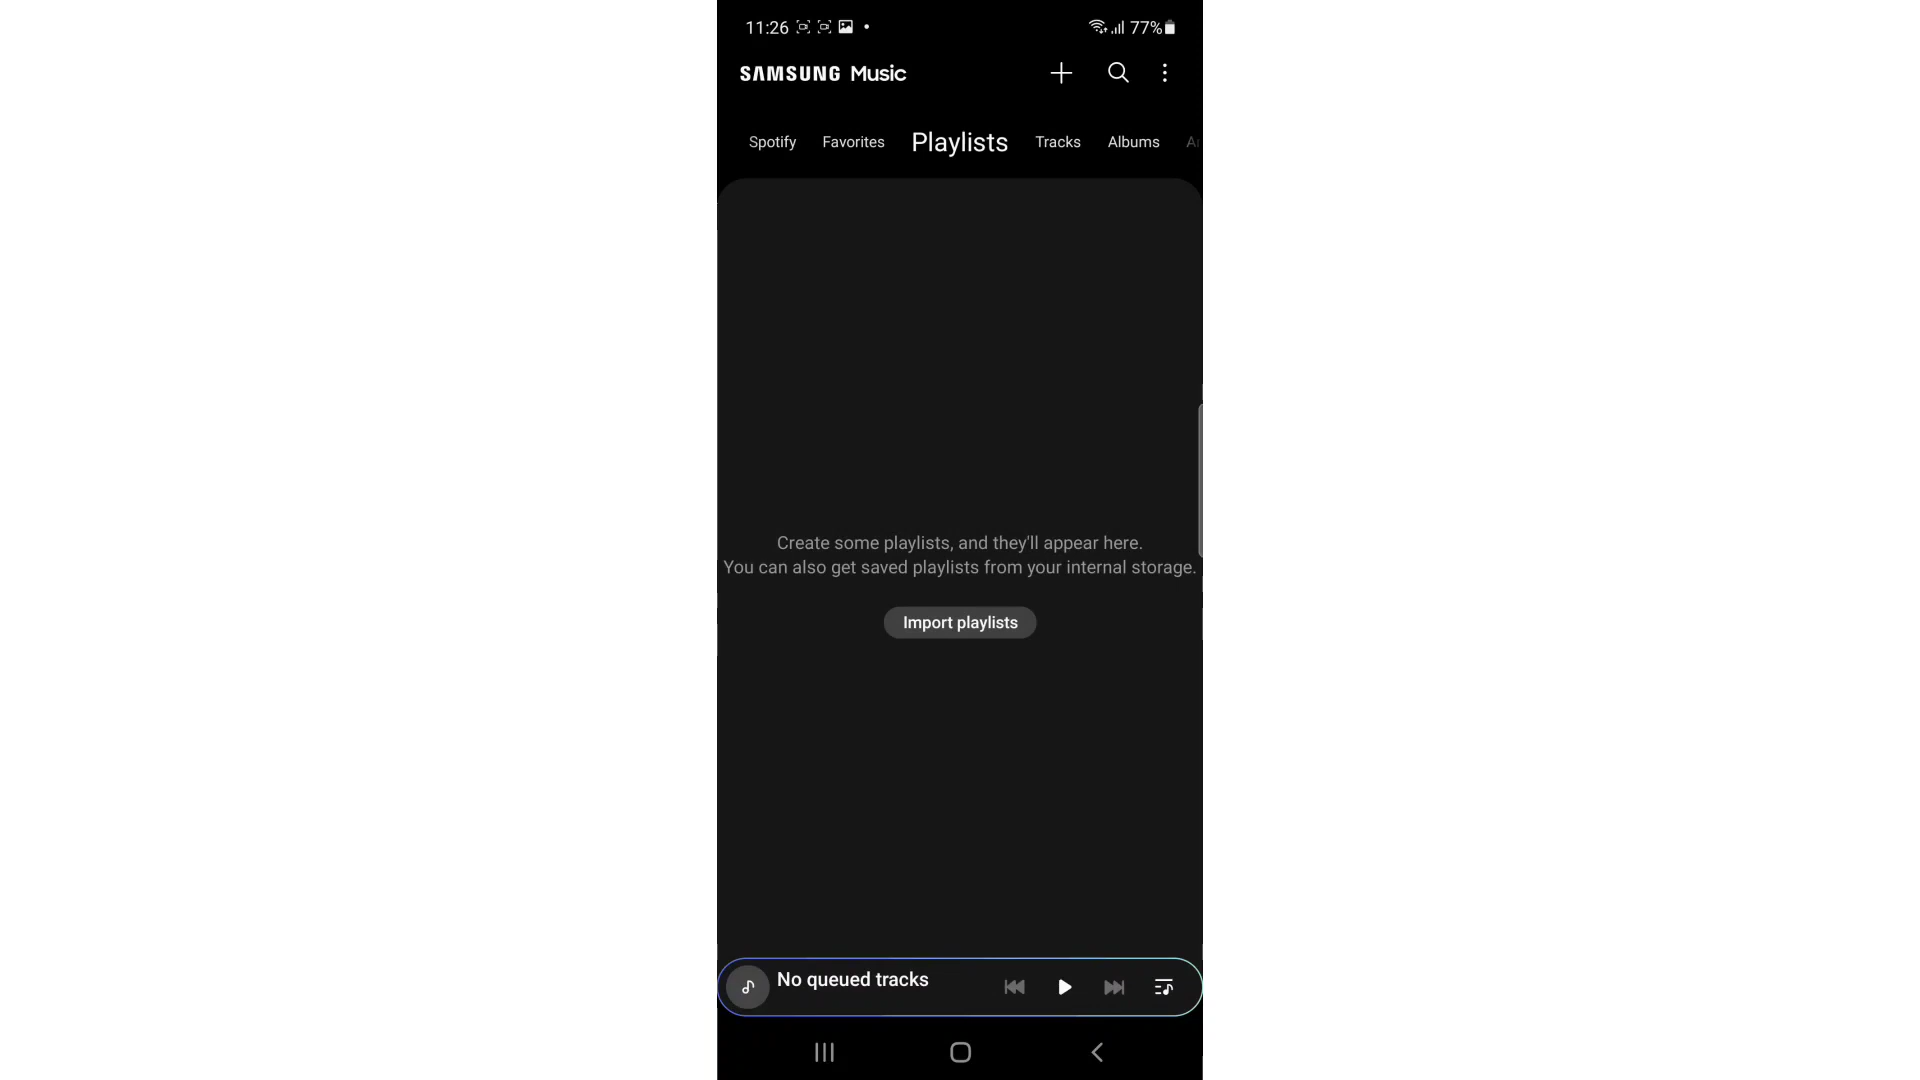 11:26
77%
SAMSUNG Music
Spotify Favorites Playlists Tracks Albums
Create some playlists, and they'll appear here.
You can also get saved playlists from your internal storage.
Import playlists
No queued tracks